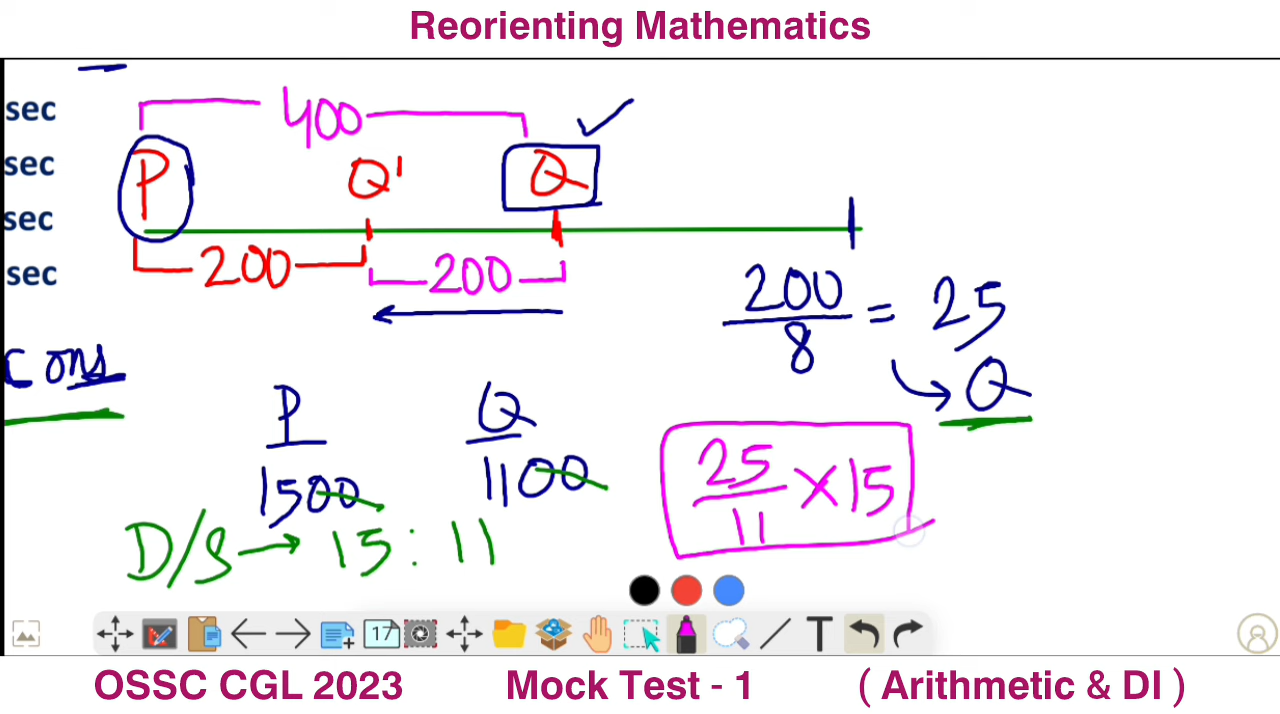 Reorienting Mathematics
sec
400
sec
P Q' Q
sec
200 200
sec
200/8 = 25
Q
Cons
P Q
1500 1100
25/11 × 15
D/S → 15 : 11
17
T
OSSC CGL 2023 Mock Test - 1 ( Arithmetic & DI )